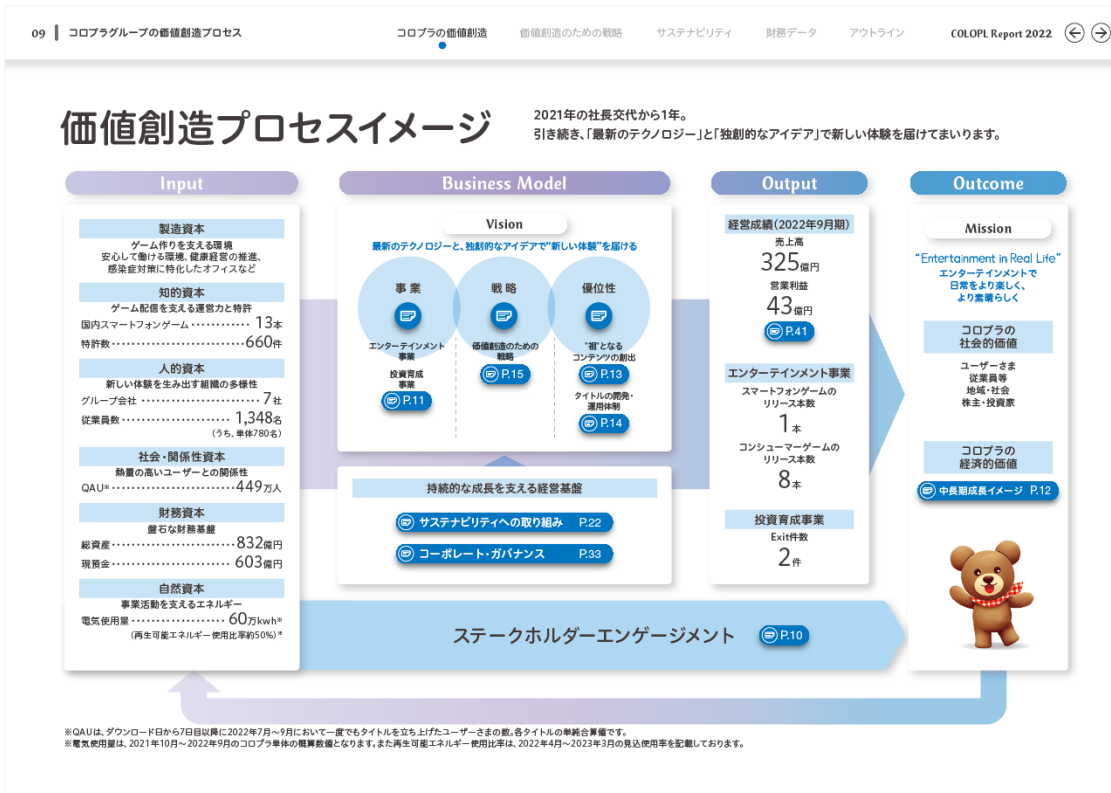 09 コロプラグループの価値創造プロセス
コロプラの価値創造 価値創造のための戦略 サステナビリティ 財務データ アウトライン
COLOPL Report 2022
価値創造プロセスイメージ
2021年の社長交代から1年。
引き続き、「最新のテクノロジー」と「独創的なアイデア」で新しい体験を届けてまいります。
Input
製造資本
ゲーム作りを支える環境
安心して働ける環境、健康経営の推進、
感染症対策に特化したオフィスなど
知的資本
ゲーム配信を支える運営力と特許
国内スマートフォンゲーム 13本
特許数 660件
人的資本
新しい体験を生み出す組織の多様性
グループ会社 7社
従業員数 1,348名
(うち、単体780名)
社会・関係性資本
熱量の高いユーザーとの関係性
QAU※ 449万人
財務資本
盤石な財務基盤
総資産 832億円
現預金 603億円
自然資本
事業活動を支えるエネルギー
電気使用量 60万kwh※
(再生可能エネルギー使用比率約50%)※
Business Model
Vision
最新のテクノロジーと、独創的なアイデアで“新しい体験”を届ける
事業
エンターテインメント
事業
投資育成
事業
P.11
戦略
価値創造のための
戦略
P.15
優位性
“祖”となる
コンテンツの創出
P.13
タイトルの開発・
運用体制
P.14
持続的な成長を支える経営基盤
サステナビリティへの取り組み P.22
コーポレート・ガバナンス P.33
Output
経営成績(2022年9月期)
売上高
325億円
営業利益
43億円
P.41
エンターテインメント事業
スマートフォンゲームの
リリース本数
1本
コンシューマーゲームの
リリース本数
8本
投資育成事業
Exit件数
2件
Outcome
Mission
“Entertainment in Real Life”
エンターテインメントで
日常をより楽しく、
より素晴らしく
コロプラの
社会的価値
ユーザーさま
従業員等
地域・社会
株主・投資家
コロプラの
経済的価値
中長期成長イメージ P.12
ステークホルダーエンゲージメント P.10
※QAUは、ダウンロード日から7日目以降に2022年7月～9月において一度でもタイトルを立ち上げたユーザーさまの数。各タイトルの単純合算値です。
※電気使用量は、2021年10月～2022年9月のコロプラ単体の概算数値となります。また再生可能エネルギー使用比率は、2022年4月～2023年3月の見込使用率を記載しております。